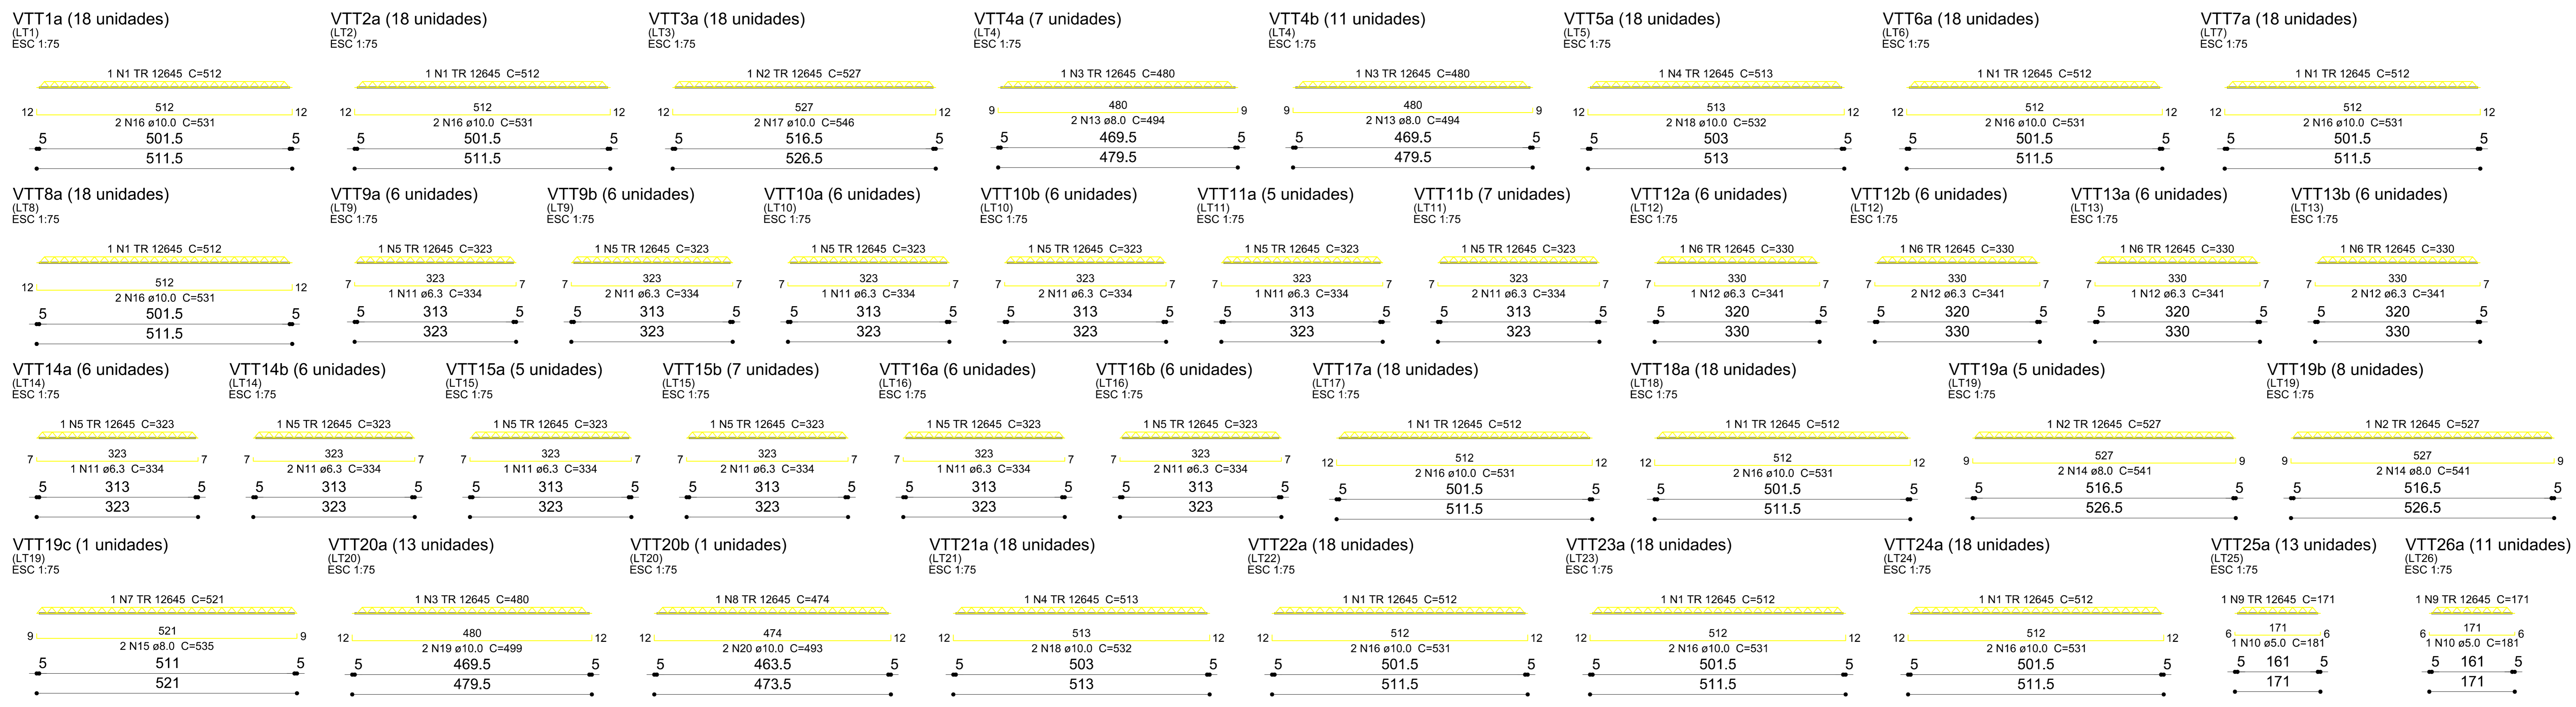 VTT1a (18 unidades)
(LT1)
ESC 1:75
1 N1 TR 12645 C=512
12 512 12
2 N16 ø10.0 C=531
5 501.5 5
511.5
VTT2a (18 unidades)
(LT2)
ESC 1:75
1 N1 TR 12645 C=512
12 512 12
2 N16 ø10.0 C=531
5 501.5 5
511.5
VTT3a (18 unidades)
(LT3)
ESC 1:75
1 N2 TR 12645 C=527
12 527 12
2 N17 ø10.0 C=546
5 516.5 5
526.5
VTT4a (7 unidades)
(LT4)
ESC 1:75
1 N3 TR 12645 C=480
9 480 9
2 N13 ø8.0 C=494
5 469.5 5
479.5
VTT4b (11 unidades)
(LT4)
ESC 1:75
1 N3 TR 12645 C=480
9 480 9
2 N13 ø8.0 C=494
5 469.5 5
479.5
VTT5a (18 unidades)
(LT5)
ESC 1:75
1 N4 TR 12645 C=513
12 513 12
2 N18 ø10.0 C=532
5 503 5
513
VTT6a (18 unidades)
(LT6)
ESC 1:75
1 N1 TR 12645 C=512
12 512 12
2 N16 ø10.0 C=531
5 501.5 5
511.5
VTT7a (18 unidades)
(LT7)
ESC 1:75
1 N1 TR 12645 C=512
12 512 12
2 N16 ø10.0 C=531
5 501.5 5
511.5
VTT8a (18 unidades)
(LT8)
ESC 1:75
1 N1 TR 12645 C=512
12 512 12
2 N16 ø10.0 C=531
5 501.5 5
511.5
VTT9a (6 unidades)
(LT9)
ESC 1:75
1 N5 TR 12645 C=323
7 323 7
1 N11 ø6.3 C=334
5 313 5
323
VTT9b (6 unidades)
(LT9)
ESC 1:75
1 N5 TR 12645 C=323
7 323 7
2 N11 ø6.3 C=334
5 313 5
323
VTT10a (6 unidades)
(LT10)
ESC 1:75
1 N5 TR 12645 C=323
7 323 7
1 N11 ø6.3 C=334
5 313 5
323
VTT10b (6 unidades)
(LT10)
ESC 1:75
1 N5 TR 12645 C=323
7 323 7
2 N11 ø6.3 C=334
5 313 5
323
VTT11a (5 unidades)
(LT11)
ESC 1:75
1 N5 TR 12645 C=323
7 323 7
1 N11 ø6.3 C=334
5 313 5
323
VTT11b (7 unidades)
(LT11)
ESC 1:75
1 N5 TR 12645 C=323
7 323 7
2 N11 ø6.3 C=334
5 313 5
323
VTT12a (6 unidades)
(LT12)
ESC 1:75
1 N6 TR 12645 C=330
7 330 7
1 N12 ø6.3 C=341
5 320 5
330
VTT12b (6 unidades)
(LT12)
ESC 1:75
1 N6 TR 12645 C=330
7 330 7
2 N12 ø6.3 C=341
5 320 5
330
VTT13a (6 unidades)
(LT13)
ESC 1:75
1 N6 TR 12645 C=330
7 330 7
1 N12 ø6.3 C=341
5 320 5
330
VTT13b (6 unidades)
(LT13)
ESC 1:75
1 N6 TR 12645 C=330
7 330 7
2 N12 ø6.3 C=341
5 320 5
330
VTT14a (6 unidades)
(LT14)
ESC 1:75
1 N5 TR 12645 C=323
7 323 7
1 N11 ø6.3 C=334
5 313 5
323
VTT14b (6 unidades)
(LT14)
ESC 1:75
1 N5 TR 12645 C=323
7 323 7
2 N11 ø6.3 C=334
5 313 5
323
VTT15a (5 unidades)
(LT15)
ESC 1:75
1 N5 TR 12645 C=323
7 323 7
1 N11 ø6.3 C=334
5 313 5
323
VTT15b (7 unidades)
(LT15)
ESC 1:75
1 N5 TR 12645 C=323
7 323 7
2 N11 ø6.3 C=334
5 313 5
323
VTT16a (6 unidades)
(LT16)
ESC 1:75
1 N5 TR 12645 C=323
7 323 7
1 N11 ø6.3 C=334
5 313 5
323
VTT16b (6 unidades)
(LT16)
ESC 1:75
1 N5 TR 12645 C=323
7 323 7
2 N11 ø6.3 C=334
5 313 5
323
VTT17a (18 unidades)
(LT17)
ESC 1:75
1 N1 TR 12645 C=512
12 512 12
2 N16 ø10.0 C=531
5 501.5 5
511.5
VTT18a (18 unidades)
(LT18)
ESC 1:75
1 N1 TR 12645 C=512
12 512 12
2 N16 ø10.0 C=531
5 501.5 5
511.5
VTT19a (5 unidades)
(LT19)
ESC 1:75
1 N2 TR 12645 C=527
9 527 9
2 N14 ø8.0 C=541
5 516.5 5
526.5
VTT19b (8 unidades)
(LT19)
ESC 1:75
1 N2 TR 12645 C=527
9 527 9
2 N14 ø8.0 C=541
5 516.5 5
526.5
VTT19c (1 unidades)
(LT19)
ESC 1:75
1 N7 TR 12645 C=521
9 521 9
2 N15 ø8.0 C=535
5 511 5
521
VTT20a (13 unidades)
(LT20)
ESC 1:75
1 N3 TR 12645 C=480
12 480 12
2 N19 ø10.0 C=499
5 469.5 5
479.5
VTT20b (1 unidades)
(LT20)
ESC 1:75
1 N8 TR 12645 C=474
12 474 12
2 N20 ø10.0 C=493
5 463.5 5
473.5
VTT21a (18 unidades)
(LT21)
ESC 1:75
1 N4 TR 12645 C=513
12 513 12
2 N18 ø10.0 C=532
5 503 5
513
VTT22a (18 unidades)
(LT22)
ESC 1:75
1 N1 TR 12645 C=512
12 512 12
2 N16 ø10.0 C=531
5 501.5 5
511.5
VTT23a (18 unidades)
(LT23)
ESC 1:75
1 N1 TR 12645 C=512
12 512 12
2 N16 ø10.0 C=531
5 501.5 5
511.5
VTT24a (18 unidades)
(LT24)
ESC 1:75
1 N1 TR 12645 C=512
12 512 12
2 N16 ø10.0 C=531
5 501.5 5
511.5
VTT25a (13 unidades)
(LT25)
ESC 1:75
1 N9 TR 12645 C=171
6 171 6
1 N10 ø5.0 C=181
5 161 5
171
VTT26a (11 unidades)
(LT26)
ESC 1:75
1 N9 TR 12645 C=171
6 171 6
1 N10 ø5.0 C=181
5 161 5
171